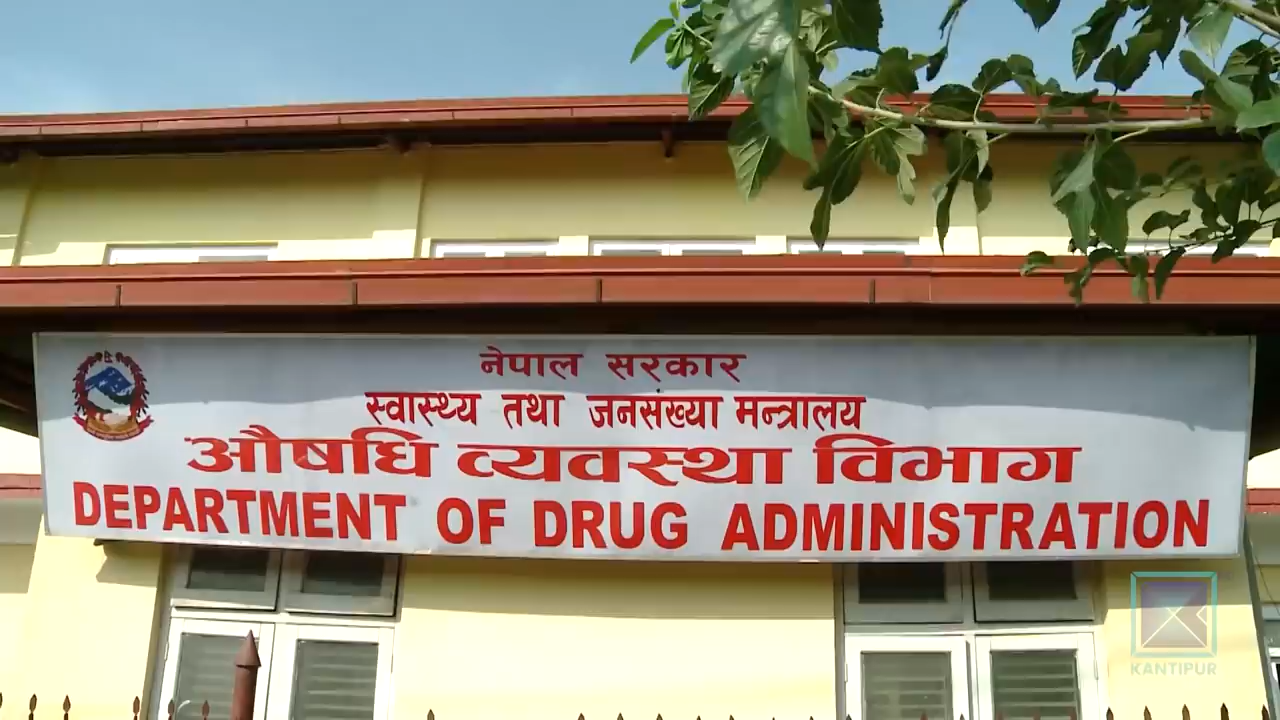 नेपाल सरकार
स्वास्थ्य तथा जनसंख्या मन्त्रालय
औषधि व्यवस्था विभाग
DEPARTMENT OF DRUG ADMINISTRATION
KANTIPUR